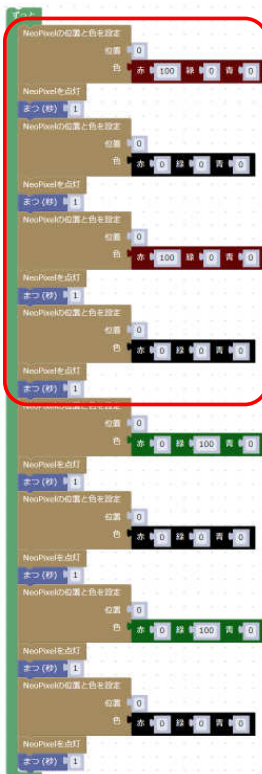 ずっと
NeoPixelの位置と色を設定
位置 0
色 赤 100 緑 0 青 0
NeoPixelを点灯
まつ (秒) 1
NeoPixelの位置と色を設定
位置 0
色 赤 0 緑 0 青 0
NeoPixelを点灯
まつ (秒) 1
NeoPixelの位置と色を設定
位置 0
色 赤 100 緑 0 青 0
NeoPixelを点灯
まつ (秒) 1
NeoPixelの位置と色を設定
位置 0
色 赤 0 緑 0 青 0
NeoPixelを点灯
まつ (秒) 1
NeoPixelの位置と色を設定
位置 0
色 赤 0 緑 100 青 0
NeoPixelを点灯
まつ (秒) 1
NeoPixelの位置と色を設定
位置 0
色 赤 0 緑 0 青 0
NeoPixelを点灯
まつ (秒) 1
NeoPixelの位置と色を設定
位置 0
色 赤 0 緑 100 青 0
NeoPixelを点灯
まつ (秒) 1
NeoPixelの位置と色を設定
位置 0
色 赤 0 緑 0 青 0
NeoPixelを点灯
まつ (秒) 1